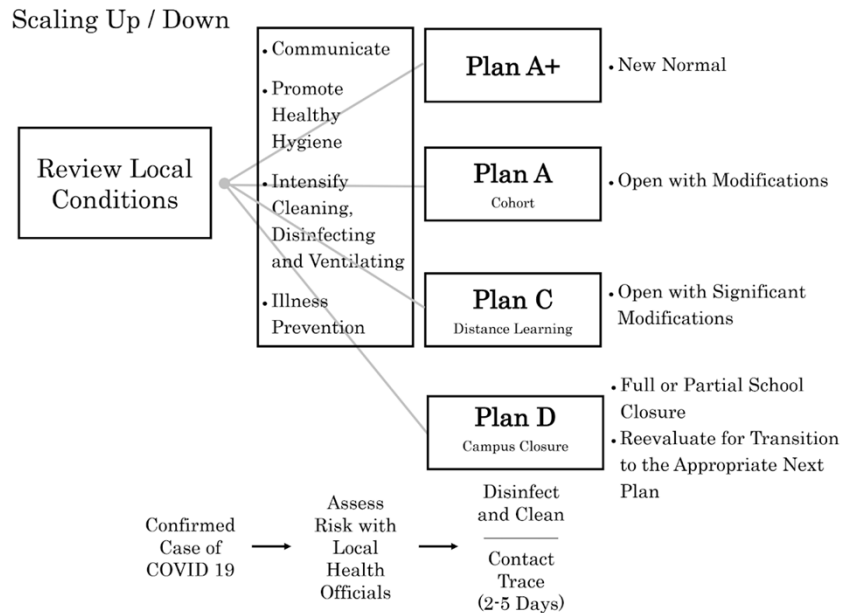 Scaling Up / Down
Review Local
Conditions
• Communicate
• Promote
Healthy
Hygiene
• Intensify
Cleaning,
Disinfecting
and Ventilating
• Illness
Prevention
Plan A+
• New Normal
Plan A
Cohort
• Open with Modifications
Plan C
Distance Learning
• Open with Significant
Modifications
Plan D
Campus Closure
• Full or Partial School
Closure
• Reevaluate for Transition
to the Appropriate Next
Plan
Confirmed
Case of
COVID 19
Assess
Risk with
Local
Health
Officials
Disinfect
and Clean
Contact
Trace
(2-5 Days)